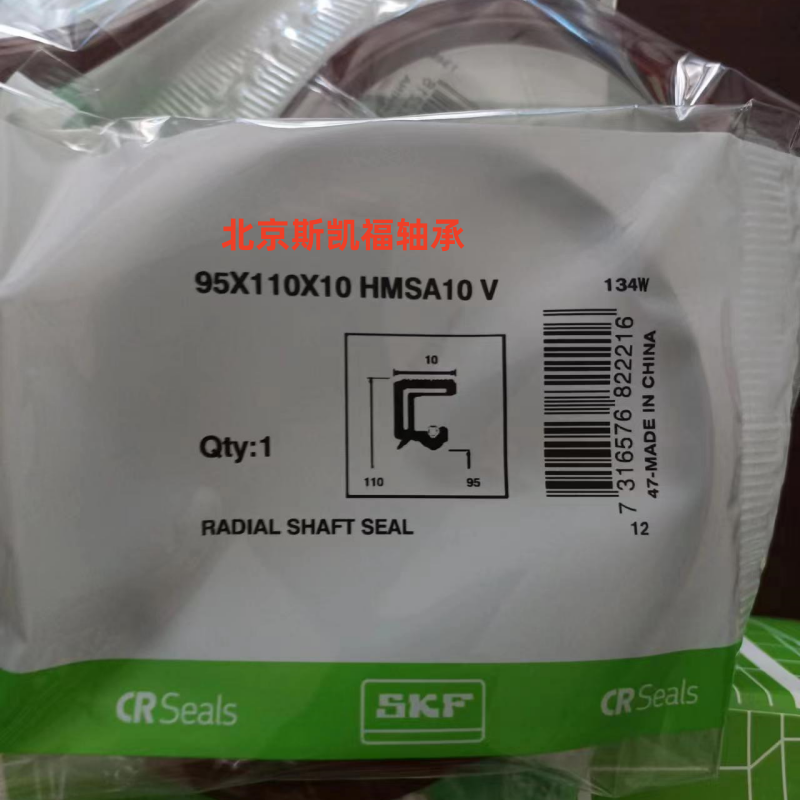 北京斯凯福轴承
95X110X10 HMSA10 V
134W
10
110
95
Qty:1
7 316576 822216
47-MADE IN CHINA
12
RADIAL SHAFT SEAL
CR Seals
SKF
CR Seals